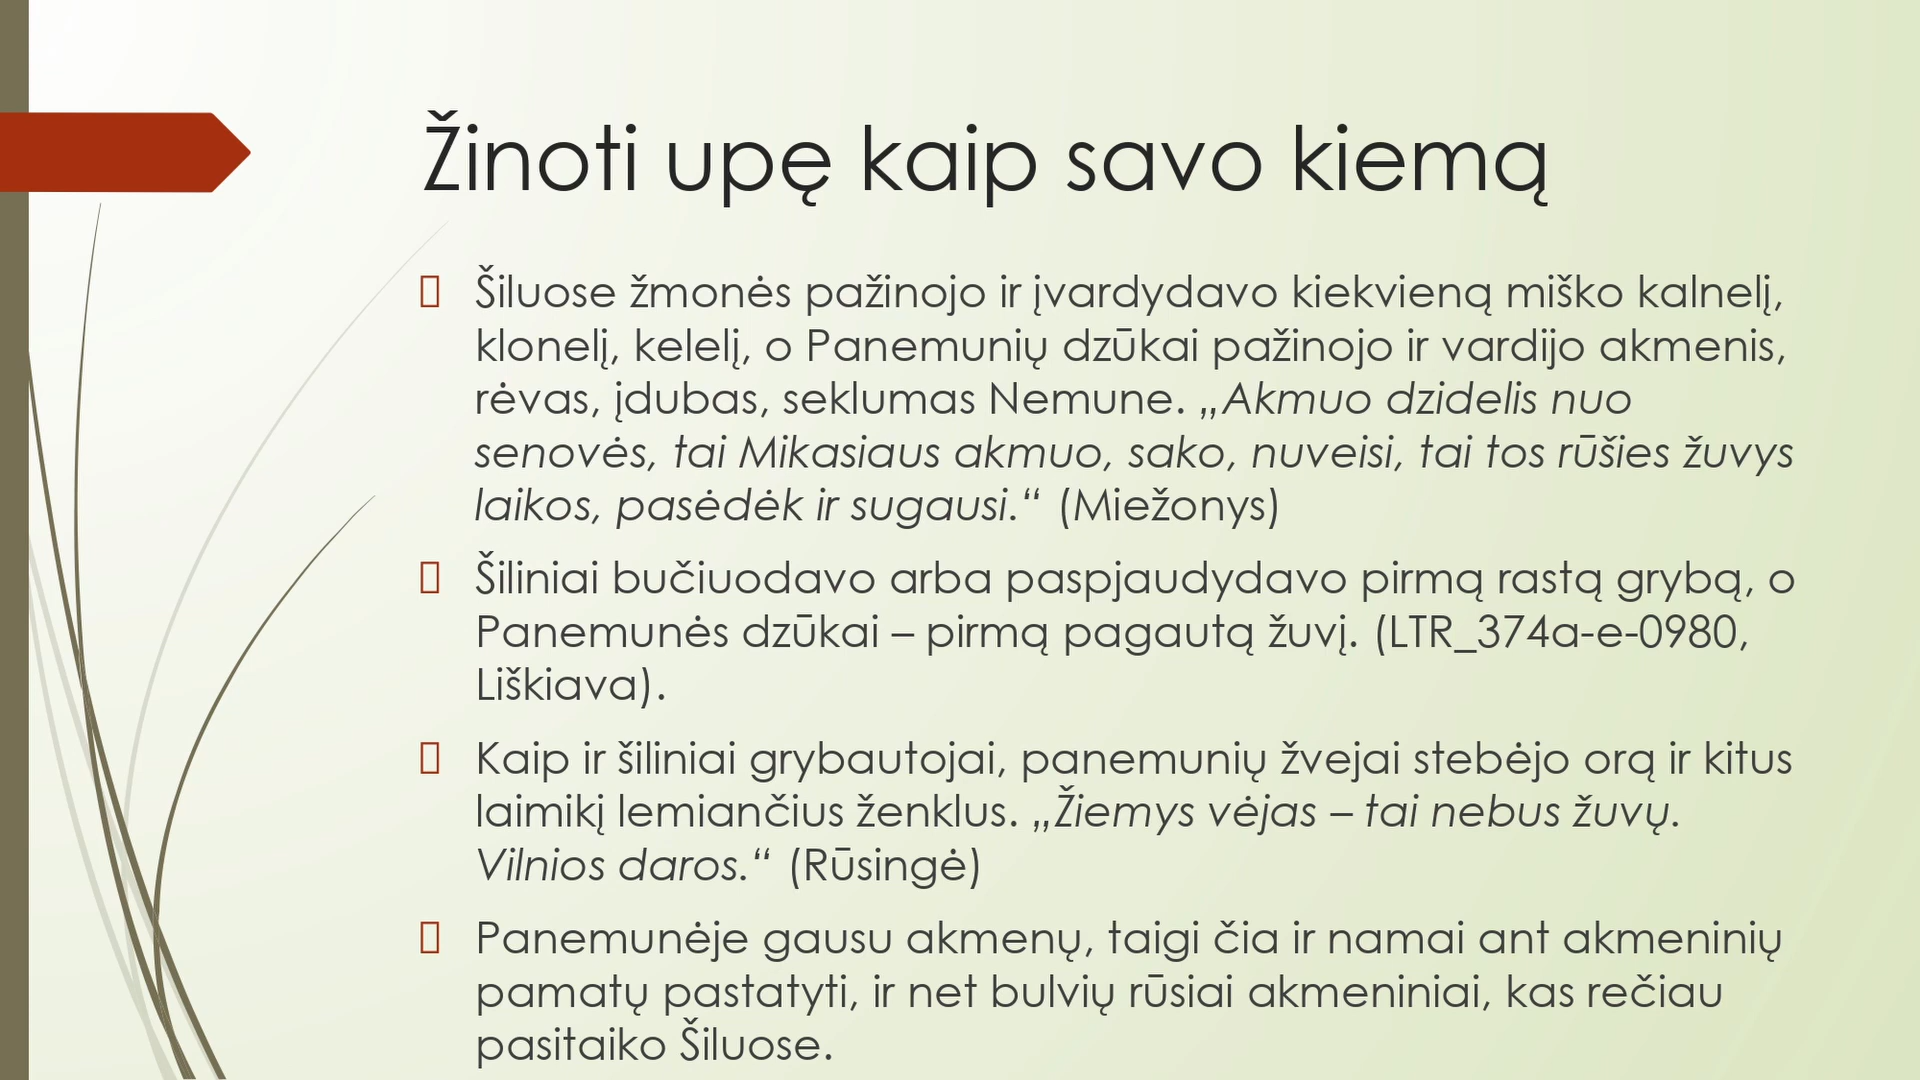 Žinoti upę kaip savo kiemą
Šiluose žmonės pažinojo ir įvardydavo kiekvieną miško kalnelį,
klonelį, kelelį, o Panemunių dzūkai pažinojo ir vardijo akmenis,
rėvas, įdubas, seklumas Nemune. „Akmuo dzidelis nuo
senovės, tai Mikasiaus akmuo, sako, nuveisi, tai tos rūšies žuvys
laikos, pasėdėk ir sugausi.“ (Miežonys)
Šiliniai bučiuodavo arba paspjaudydavo pirmą rastą grybą, o
Panemunės dzūkai – pirmą pagautą žuvį. (LTR_374a-e-0980,
Liškiava).
Kaip ir šiliniai grybautojai, panemunių žvejai stebėjo orą ir kitus
laimikį lemiančius ženklus. „Žiemys vėjas – tai nebus žuvų.
Vilnios daros.“ (Rūsingė)
Panemunėje gausu akmenų, taigi čia ir namai ant akmeninių
pamatų pastatyti, ir net bulvių rūsiai akmeniniai, kas rečiau
pasitaiko Šiluose.